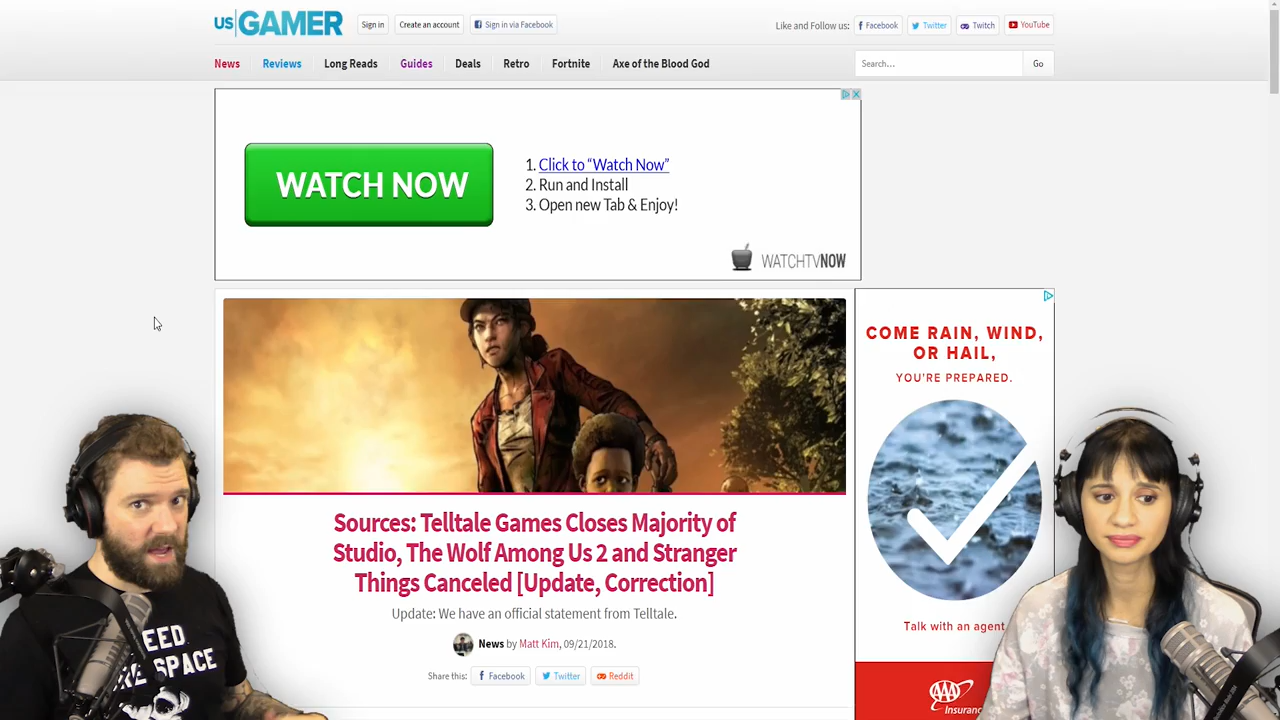 US GAMER
Sign in
Create an account
Sign in via Facebook
Like and Follow us:
Facebook
Twitter
Twitch
YouTube
News
Reviews
Long Reads
Guides
Deals
Retro
Fortnite
Axe of the Blood God
Search...
Go
WATCH NOW
1. Click to “Watch Now”
2. Run and Install
3. Open new Tab & Enjoy!
WATCHTVNOW
COME RAIN, WIND,
OR HAIL,
YOU'RE PREPARED.
Talk with an agent
AAA
Insuranc
Sources: Telltale Games Closes Majority of
Studio, The Wolf Among Us 2 and Stranger
Things Canceled [Update, Correction]
Update: We have an official statement from Telltale.
News by Matt Kim, 09/21/2018.
Share this:
Facebook
Twitter
Reddit
SPACE